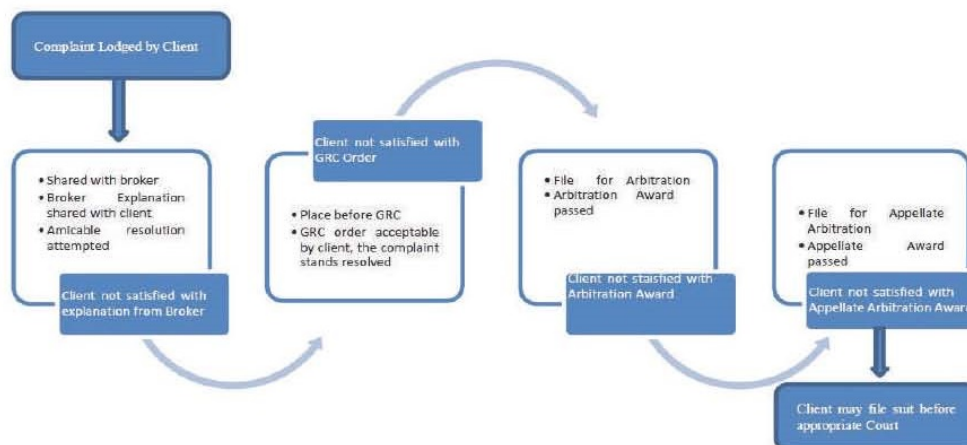 Complaint Lodged by Client
• Shared with broker
• Broker Explanation
shared with client
• Amicable resolution
attempted
Client not satisfied with
explanation from Broker
Client not satisfied with
GRC Order
• Place before GRC
• GRC order acceptable
by client, the complaint
stands resolved
• File for Arbitration
• Arbitration Award
passed
Client not staisfied with
Arbitration Award
• File for Appellate
Arbitration
• Appellate Award
passed
Client not satisfied with
Appellate Arbitration Award
Client may file suit before
appropriate Court